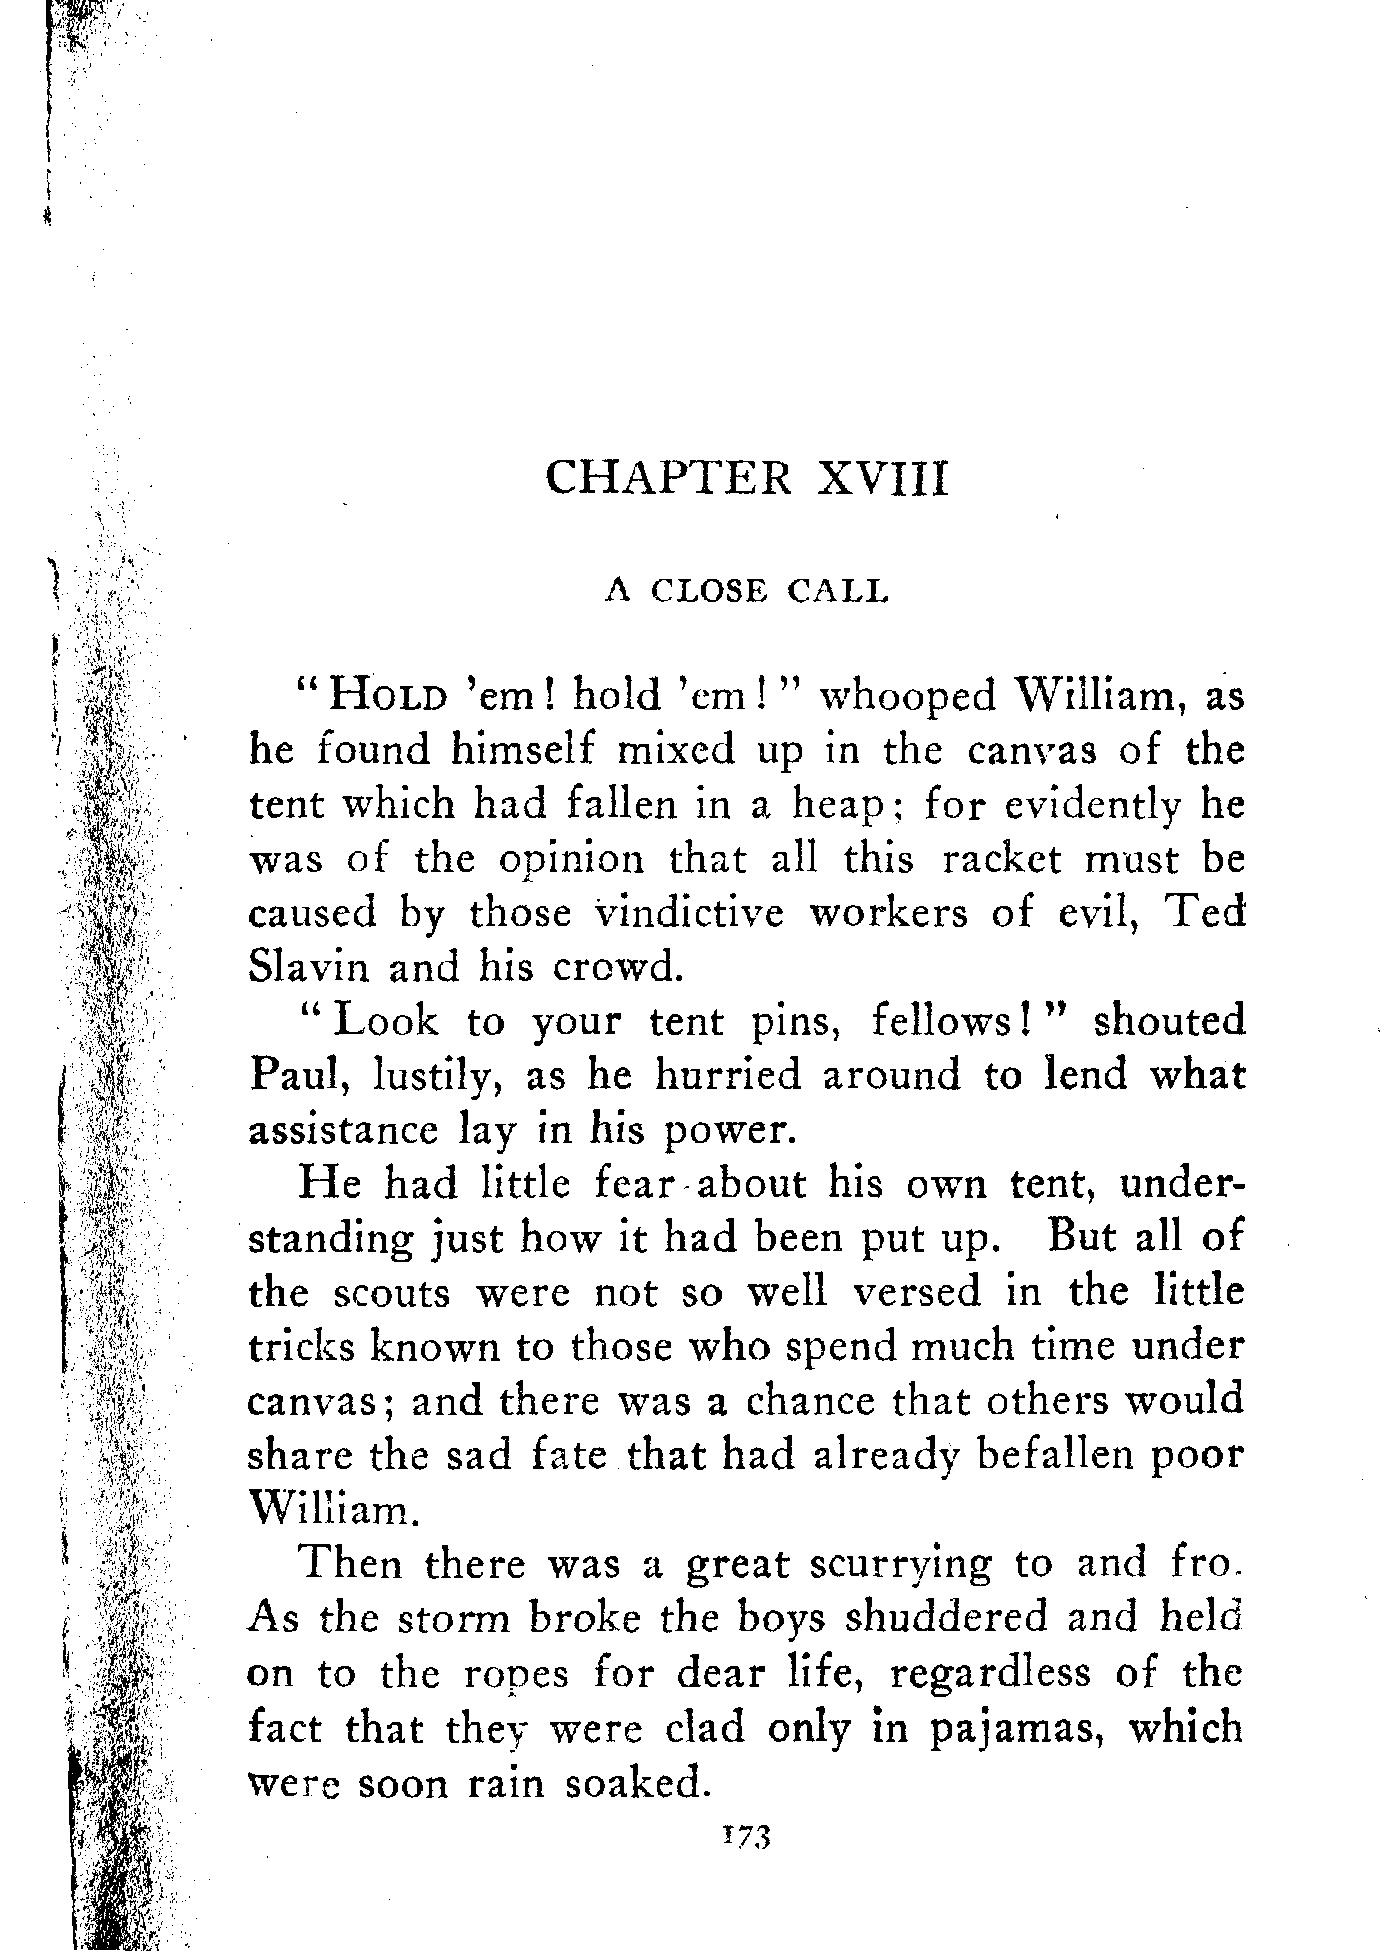 CHAPTER XVIII
A CLOSE CALL
"HOLD 'em! hold 'em!" whooped William, as
he found himself mixed up in the canvas of the
tent which had fallen in a heap; for evidently he
was of the opinion that all this racket must be
caused by those vindictive workers of evil, Ted
Slavin and his crowd.
"Look to your tent pins, fellows!" shouted
Paul, lustily, as he hurried around to lend what
assistance lay in his power.
He had little fear about his own tent, under-
standing just how it had been put up. But all of
the scouts were not so well versed in the little
tricks known to those who spend much time under
canvas; and there was a chance that others would
share the sad fate that had already befallen poor
William.
Then there was a great scurrying to and fro.
As the storm broke the boys shuddered and held
on to the ropes for dear life, regardless of the
fact that they were clad only in pajamas, which
were soon rain soaked.
173